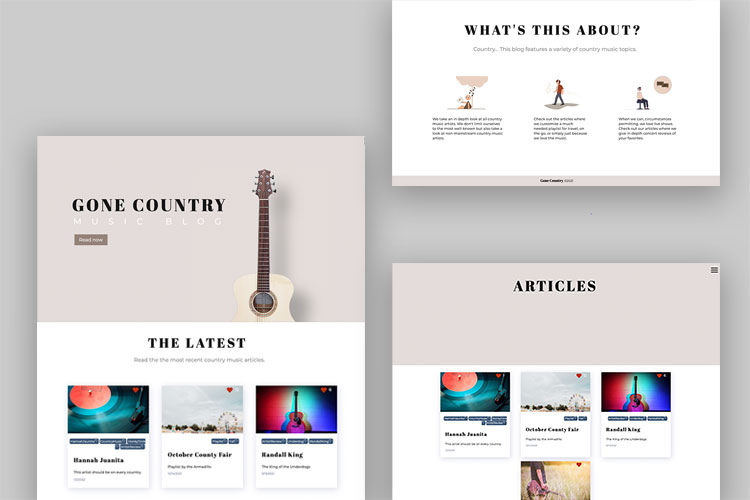 GONE COUNTRY
MUSIC BLOG
Read now
THE LATEST
Read the the most recent country music articles.
Hannah Juanita
This artist should be on every country
October County Fair
Playlist by the Armadillo
Randall King
The King of the Underdogs
WHAT'S THIS ABOUT?
Country... This blog features a variety of country music topics.
We take an in depth look at all country
music artists. We don't limit ourselves
to the most well known but also take a
look at non mainstream country music
artists.
Check out the articles where
we customize a much
needed playlist for travel, on
the go, or simply just because
we love the music.
When we can, circumstances
permitting, we love live shows.
Check out our articles where we
give in depth concert reviews of
your favorites.
Gone Country
ARTICLES
Hannah Juanita
This artist should be on every country
October County Fair
Playlist by the Armadillo
Randall King
The King of the Underdogs